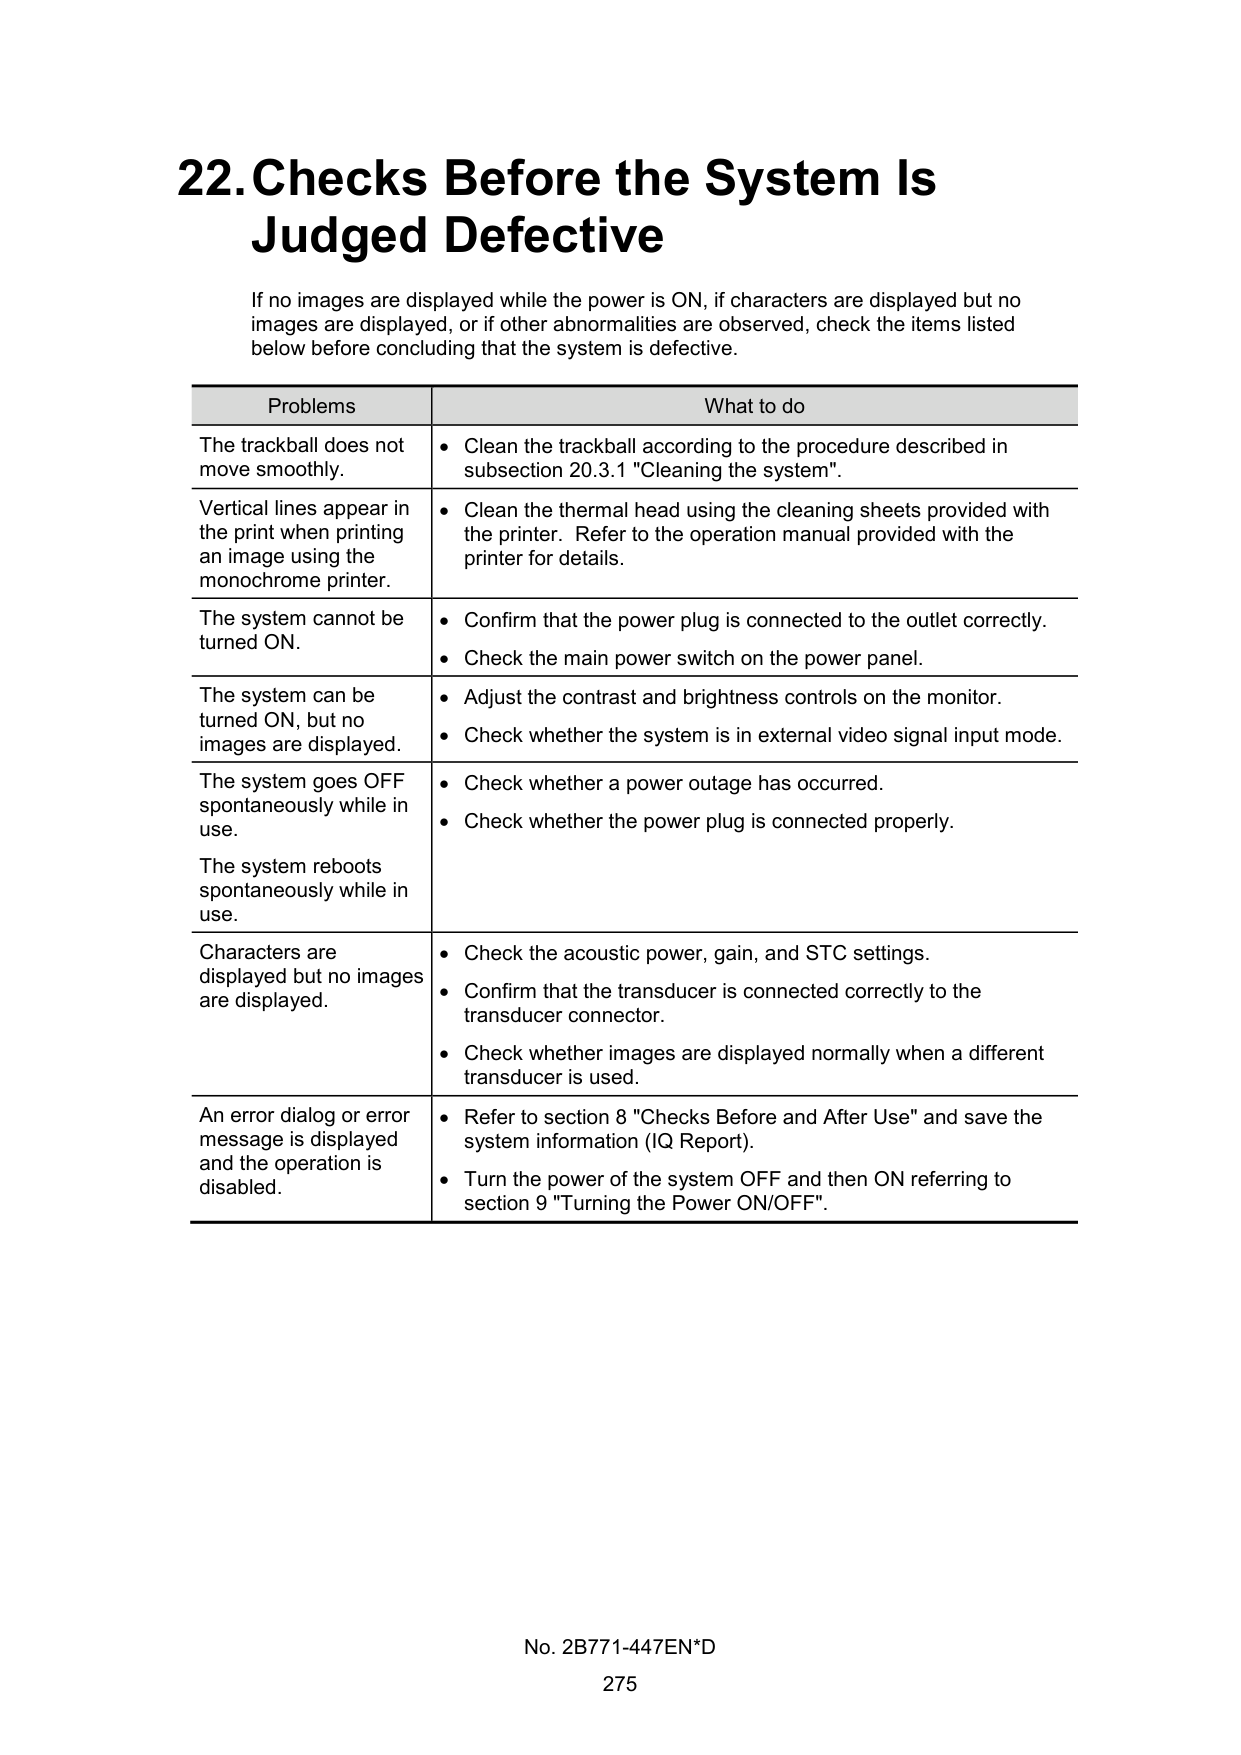 22. Checks Before the System Is
Judged Defective
If no images are displayed while the power is ON, if characters are displayed but no
images are displayed, or if other abnormalities are observed, check the items listed
below before concluding that the system is defective.
Problems
What to do
The trackball does not
move smoothly.
• Clean the trackball according to the procedure described in
subsection 20.3.1 "Cleaning the system".
Vertical lines appear in
the print when printing
an image using the
monochrome printer.
• Clean the thermal head using the cleaning sheets provided with
the printer.  Refer to the operation manual provided with the
printer for details.
The system cannot be
turned ON.
• Confirm that the power plug is connected to the outlet correctly.
• Check the main power switch on the power panel.
The system can be
turned ON, but no
images are displayed.
• Adjust the contrast and brightness controls on the monitor.
• Check whether the system is in external video signal input mode.
The system goes OFF
spontaneously while in
use.
The system reboots
spontaneously while in
use.
• Check whether a power outage has occurred.
• Check whether the power plug is connected properly.
Characters are
displayed but no images
are displayed.
• Check the acoustic power, gain, and STC settings.
• Confirm that the transducer is connected correctly to the
transducer connector.
• Check whether images are displayed normally when a different
transducer is used.
An error dialog or error
message is displayed
and the operation is
disabled.
• Refer to section 8 "Checks Before and After Use" and save the
system information (IQ Report).
• Turn the power of the system OFF and then ON referring to
section 9 "Turning the Power ON/OFF".
No. 2B771-447EN*D
275